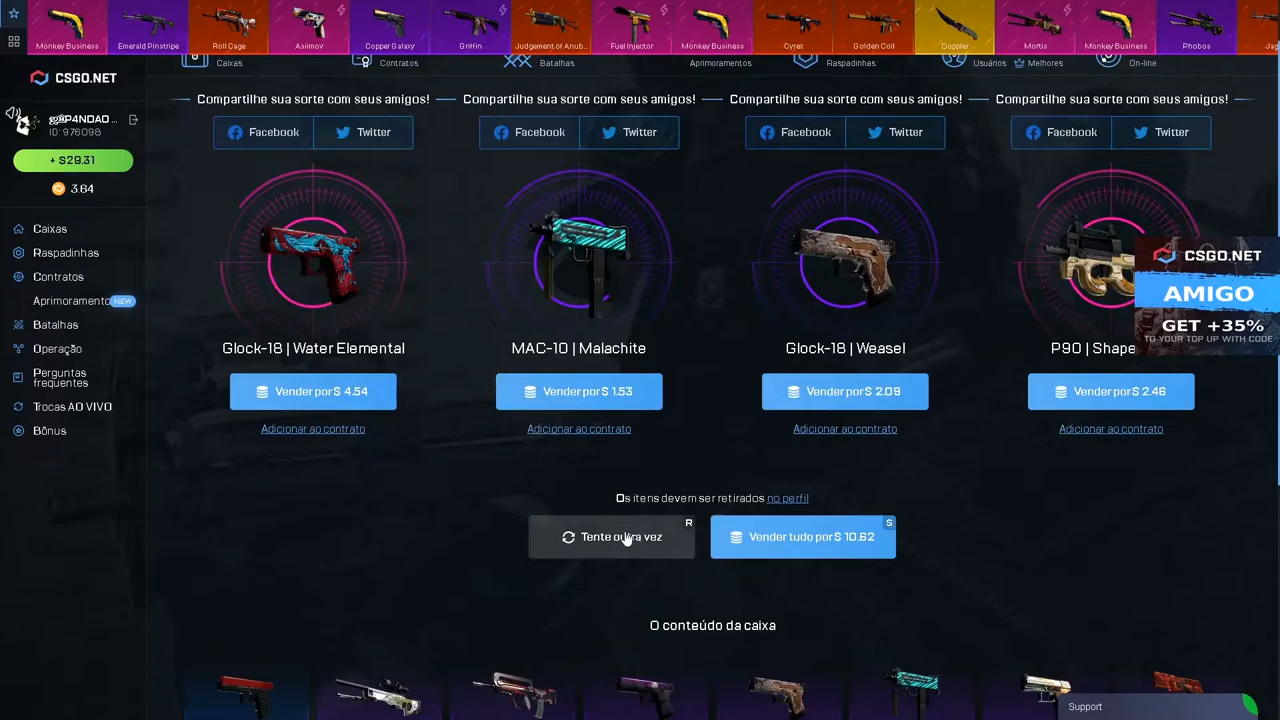 Monkey Business
Emerald Pinstripe
Roll Cage
Asiimov
Copper Galaxy
Griffin
Judgement of Anub...
Fuel Injector
Monkey Business
Cyrex
Golden Coil
Doppler
Mortis
Monkey Business
Phobos
Caixas
Contratos
Batalhas
Aprimoramentos
Raspadinhas
Usuários
Melhores
On-line
CSGO.NET
ID: 976098
+ $29.31
3.64
Caixas
Raspadinhas
Contratos
Aprimoramento
NEW
Batalhas
Operação
Perguntas
frequentes
Trocas AO VIVO
Bônus
Compartilhe sua sorte com seus amigos!
Compartilhe sua sorte com seus amigos!
Compartilhe sua sorte com seus amigos!
Compartilhe sua sorte com seus amigos!
Facebook
Twitter
Facebook
Twitter
Facebook
Twitter
Facebook
Twitter
CSGO.NET
AMIGO
GET +35%
TO YOUR TOP UP WITH CODE
Glock-18 | Water Elemental
MAC-10 | Malachite
Glock-18 | Weasel
P90 | Shape
Vender por $ 4.54
Vender por $ 1.53
Vender por $ 2.09
Vender por $ 2.46
Adicionar ao contrato
Adicionar ao contrato
Adicionar ao contrato
Adicionar ao contrato
Os itens devem ser retirados no perfil
Tente outra vez
R
Vender tudo por $ 10.62
S
O conteúdo da caixa
Support